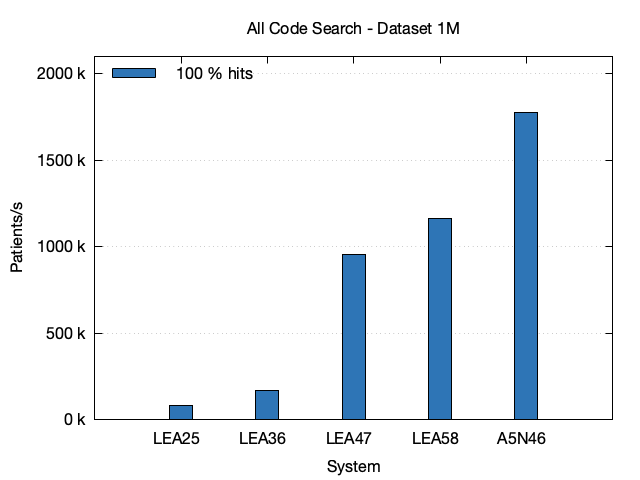 All Code Search - Dataset 1M
100 % hits
2000 k
1500 k
1000 k
500 k
0 k
Patients/s
LEA25 LEA36 LEA47 LEA58 A5N46
System